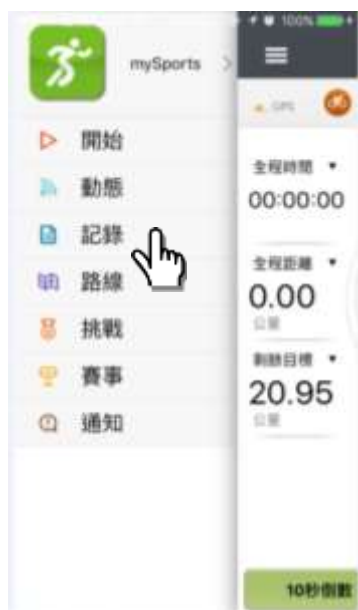 100%
mySports
GPS
開始
動態
記錄
路線
挑戰
賽事
通知
全程時間
00:00:00
全程距離
0.00
公里
剩餘目標
20.95
公里
10秒倒數